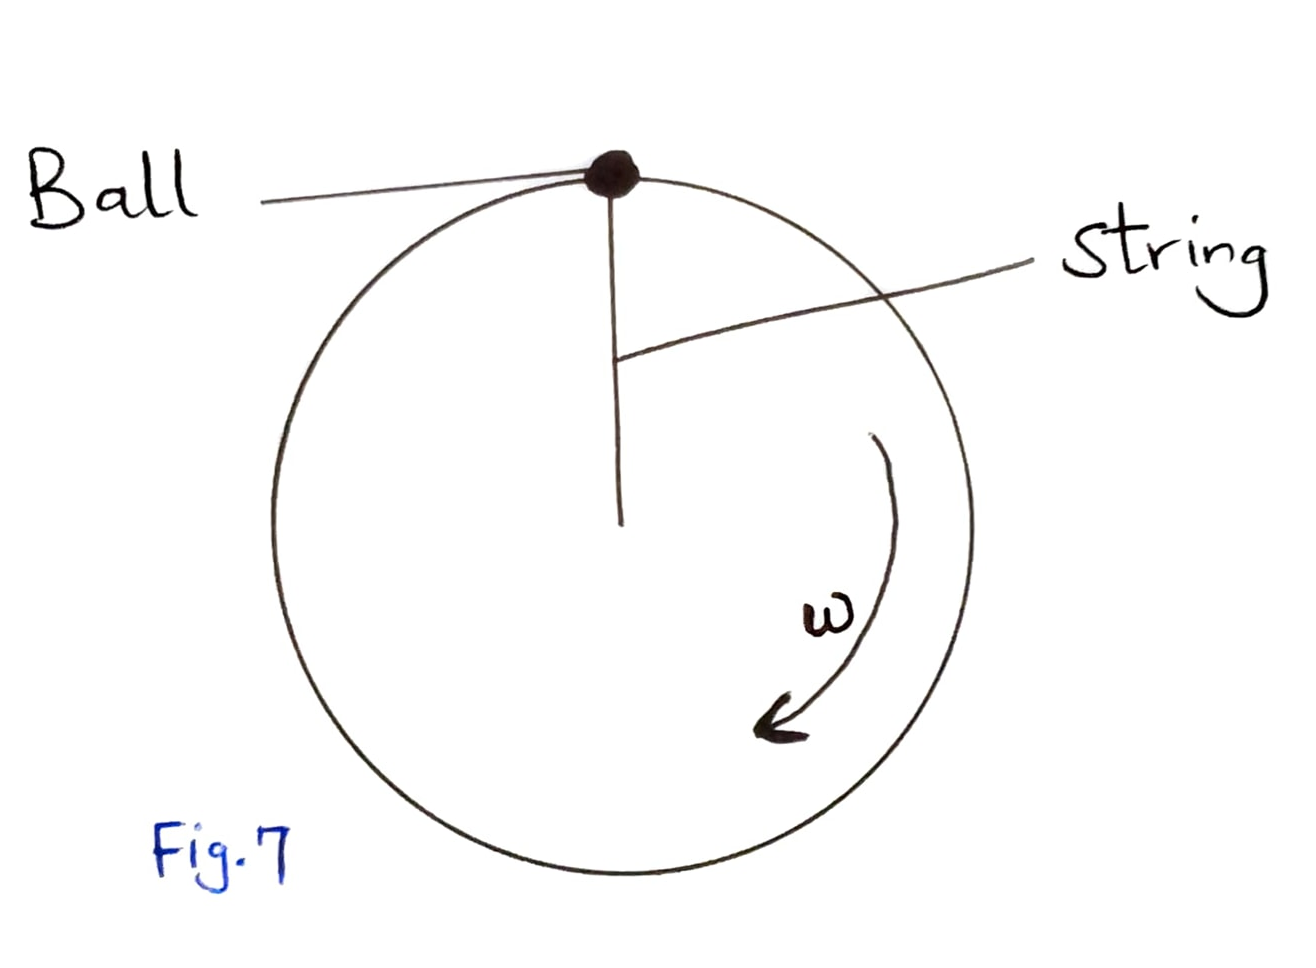 Ball
String
ω
Fig. 7